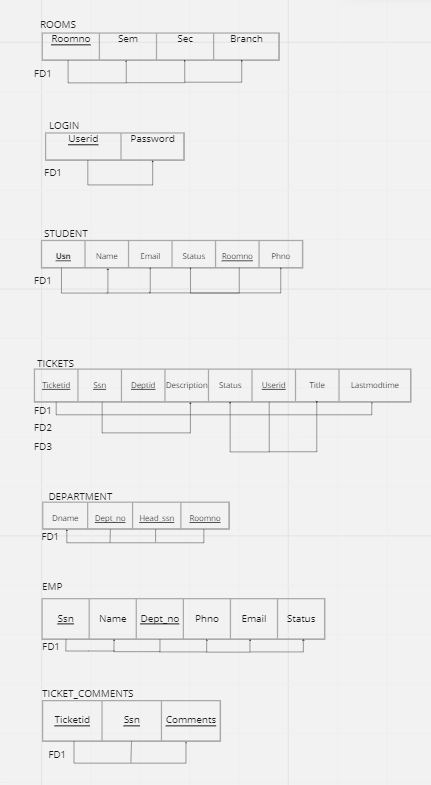 ROOMS
Roomno Sem Sec Branch
FD1
LOGIN
Userid Password
FD1
STUDENT
Usn Name Email Status Roomno Phno
FD1
TICKETS
Ticketid Ssn Deptid Description Status Userid Title Lastmodtime
FD1
FD2
FD3
DEPARTMENT
Dname Dept_no Head_ssn Roomno
FD1
EMP
Ssn Name Dept_no Phno Email Status
FD1
TICKET_COMMENTS
Ticketid Ssn Comments
FD1